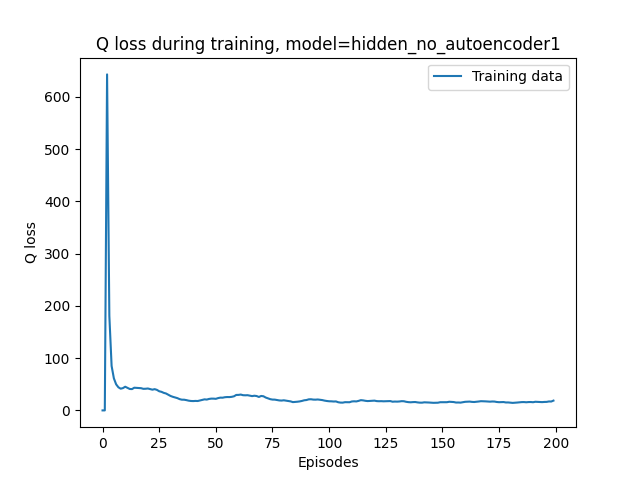 Q loss during training, model=hidden_no_autoencoder1
Training data
600
500
400
300
200
100
0
Q loss
0 25 50 75 100 125 150 175 200
Episodes